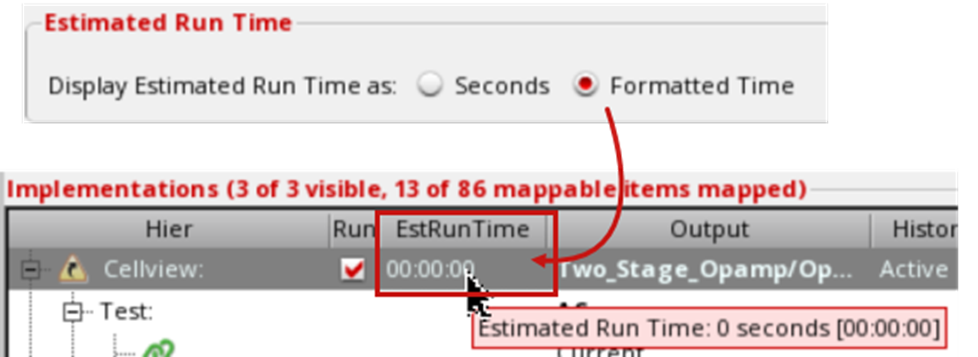 Estimated Run Time
Display Estimated Run Time as: Seconds Formatted Time
Implementations (3 of 3 visible, 13 of 86 mappable items mapped)
Hier Run EstRunTime Output Histor
Cellview: 00:00:00 Two_Stage_Opamp/Op... Active
Test: AC
Estimated Run Time: 0 seconds [00:00:00]
Current